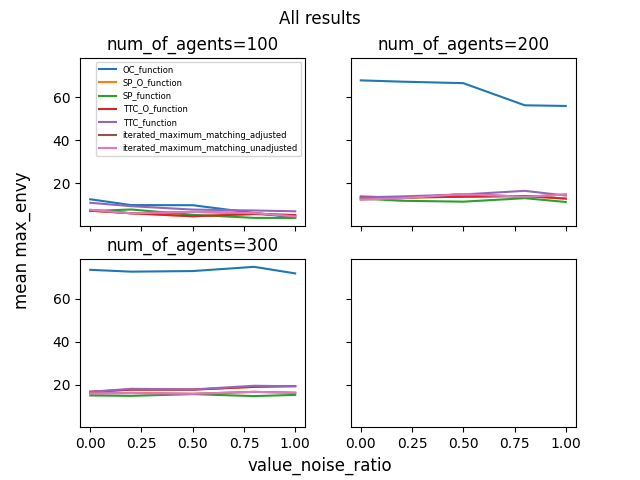 All results
num_of_agents=100
num_of_agents=200
OC_function
SP_O_function
SP_function
TTC_O_function
TTC_function
iterated_maximum_matching_adjusted
iterated_maximum_matching_unadjusted
60
40
20
mean max_envy
num_of_agents=300
60
40
20
0.00 0.25 0.50 0.75 1.00
0.00 0.25 0.50 0.75 1.00
value_noise_ratio